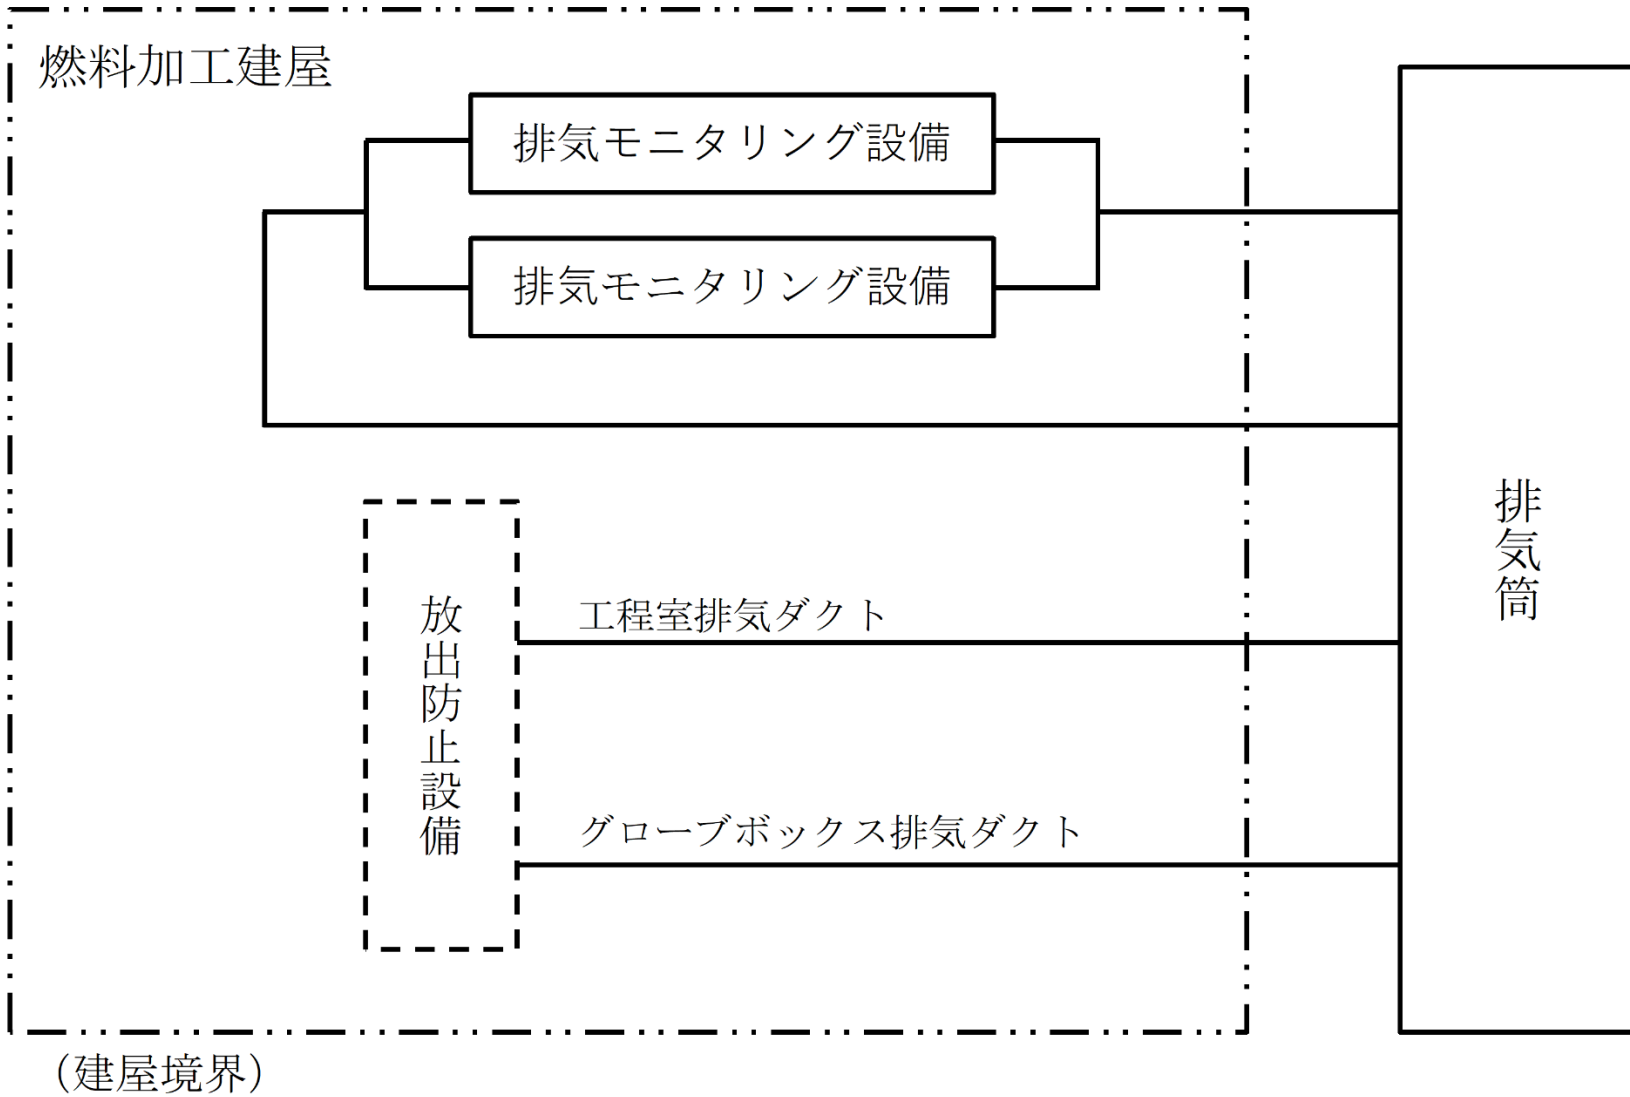 燃料加工建屋
排気モニタリング設備
排気モニタリング設備
排気筒
放出防止設備
工程室排気ダクト
グローブボックス排気ダクト
（建屋境界）